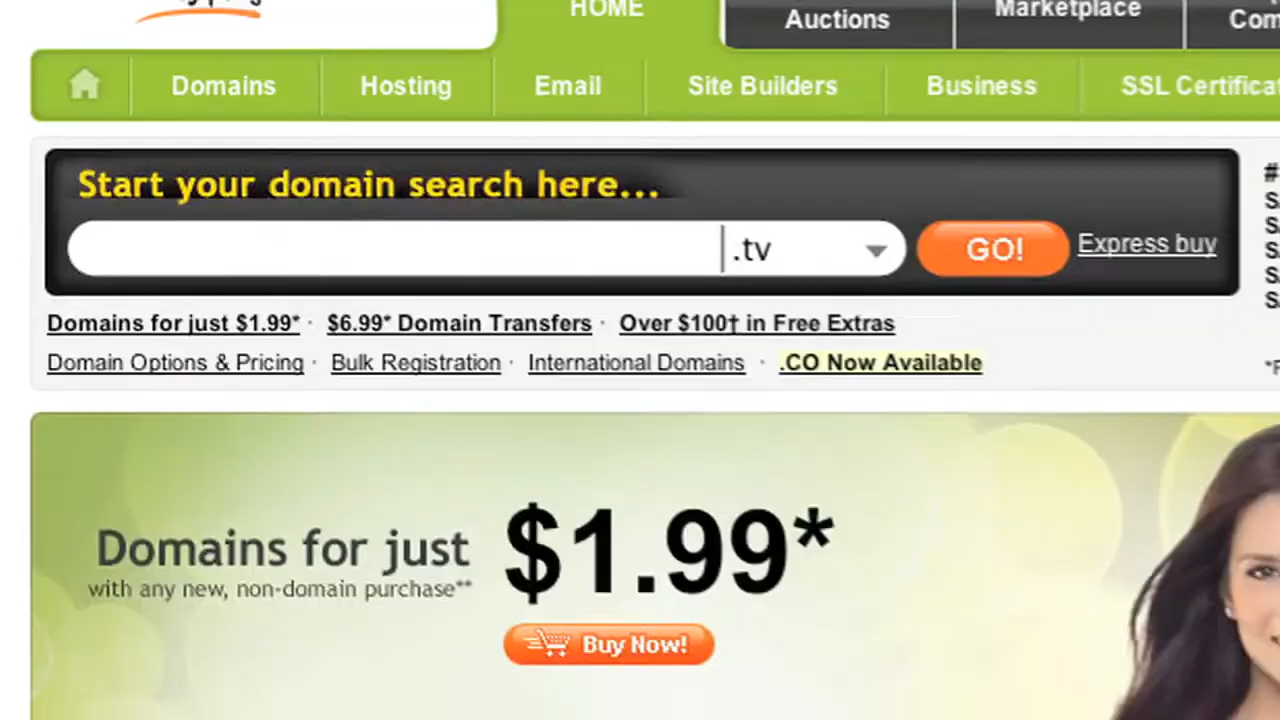 HOME
Auctions
Marketplace
Com
Domains
Hosting
Email
Site Builders
Business
SSL Certificat
Start your domain search here...
.tv
GO!
Express buy
Domains for just $1.99* · $6.99* Domain Transfers · Over $100† in Free Extras
Domain Options & Pricing · Bulk Registration · International Domains · .CO Now Available
Domains for just $1.99*
with any new, non-domain purchase**
Buy Now!